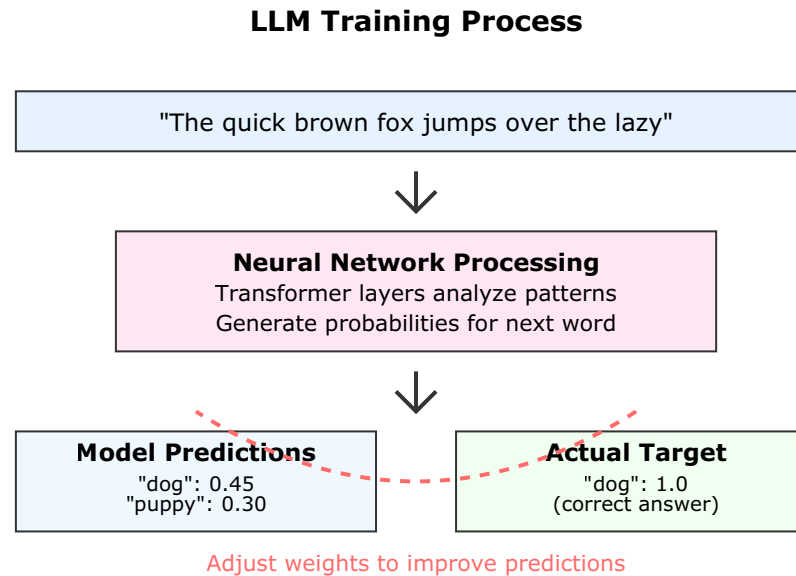 LLM Training Process
"The quick brown fox jumps over the lazy"
Neural Network Processing
Transformer layers analyze patterns
Generate probabilities for next word
Model Predictions
"dog": 0.45
"puppy": 0.30
Actual Target
"dog": 1.0
(correct answer)
Adjust weights to improve predictions